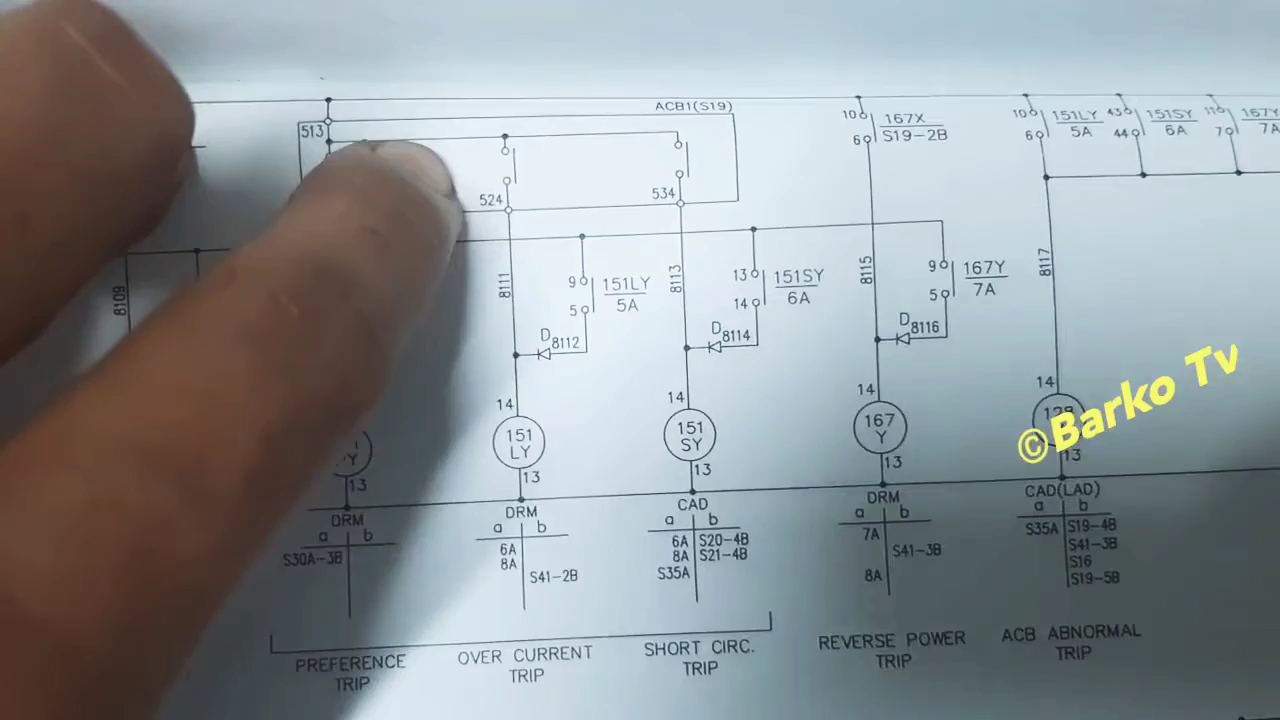 ACB1(S19)
513
524
534
10
6
167X
S19-2B
10
6
151LY
5A
43
44
151SY
6A
11
7
167Y
7A
8109
8111
9
5
151LY
5A
D
8112
8113
13
14
151SY
6A
D
8114
8115
9
5
167Y
7A
D
8116
8117
14
14
14
14
Y
151
LY
151
SY
167
Y
13
13
13
13
13
©Barko Tv
DRM
DRM
CAD
DRM
CAD(LAD)
a b
a b
a b
a b
a b
S30A-3B
6A
8A
S41-2B
6A
8A
S35A
S20-4B
S21-4B
7A
8A
S41-3B
S35A
S19-4B
S41-3B
S16
S19-5B
PREFERENCE
TRIP
OVER CURRENT
TRIP
SHORT CIRC.
TRIP
REVERSE POWER
TRIP
ACB ABNORMAL
TRIP